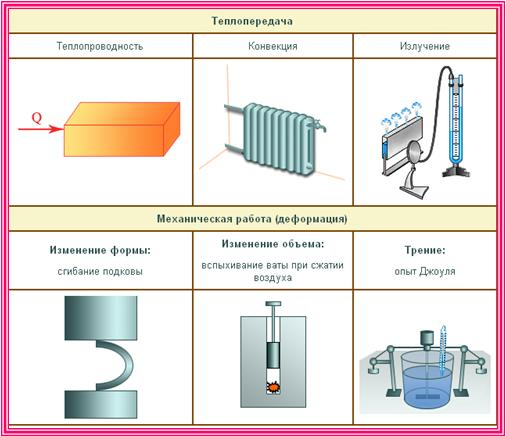 Теплопередача
Теплопроводность
Конвекция
Излучение
Q
Механическая работа (деформация)
Изменение формы:
сгибание подковы
Изменение объема:
вспыхивание ваты при сжатии
воздуха
Трение:
опыт Джоуля